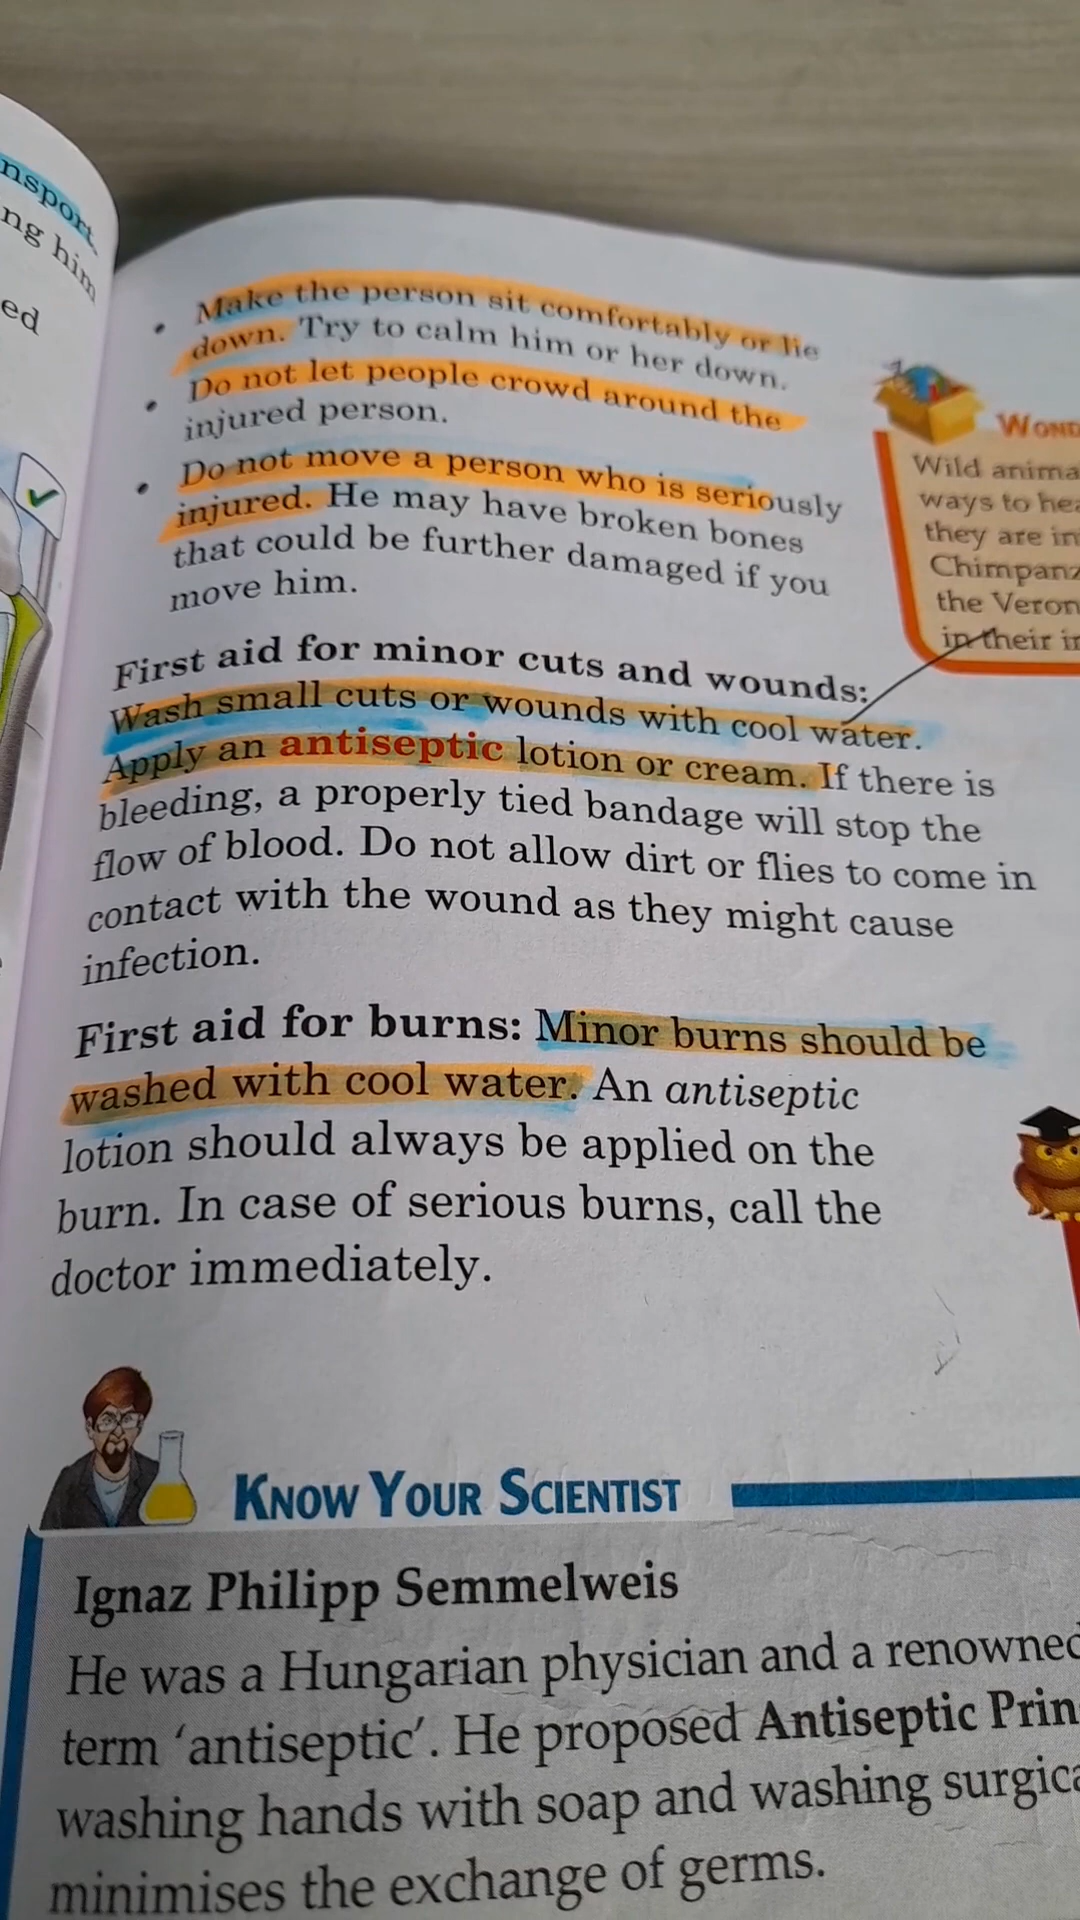 nsport.
ng him
ed
• Make the person sit comfortably or lie
down. Try to calm him or her down.
• Do not let people crowd around the
injured person.
• Do not move a person who is seriously
injured. He may have broken bones
that could be further damaged if you
move him.
First aid for minor cuts and wounds:
Wash small cuts or wounds with cool water.
Apply an antiseptic lotion or cream. If there is
bleeding, a properly tied bandage will stop the
flow of blood. Do not allow dirt or flies to come in
contact with the wound as they might cause
infection.
First aid for burns: Minor burns should be
washed with cool water. An antiseptic
lotion should always be applied on the
burn. In case of serious burns, call the
doctor immediately.
WOND
Wild anima
ways to hea
they are in
Chimpanz
the Veron
in their in
KNOW YOUR SCIENTIST
Ignaz Philipp Semmelweis
He was a Hungarian physician and a renowned
term ‘antiseptic’. He proposed Antiseptic Prin
washing hands with soap and washing surgica
minimises the exchange of germs.